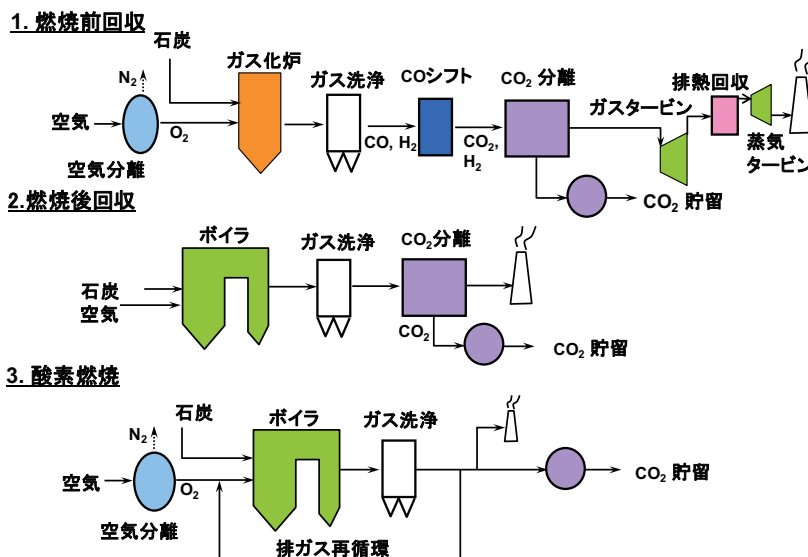 1. 燃焼前回収
石炭
N₂
空気
空気分離
O₂
ガス化炉
ガス洗浄
CO, H₂
COシフト
CO₂,
H₂
CO₂ 分離
ガスタービン
排熱回収
蒸気
タービン
CO₂ 貯留
2.燃焼後回収
ボイラ
石炭
空気
ガス洗浄
CO₂分離
CO₂
CO₂ 貯留
3. 酸素燃焼
石炭
N₂
空気
空気分離
O₂
ボイラ
ガス洗浄
CO₂ 貯留
排ガス再循環